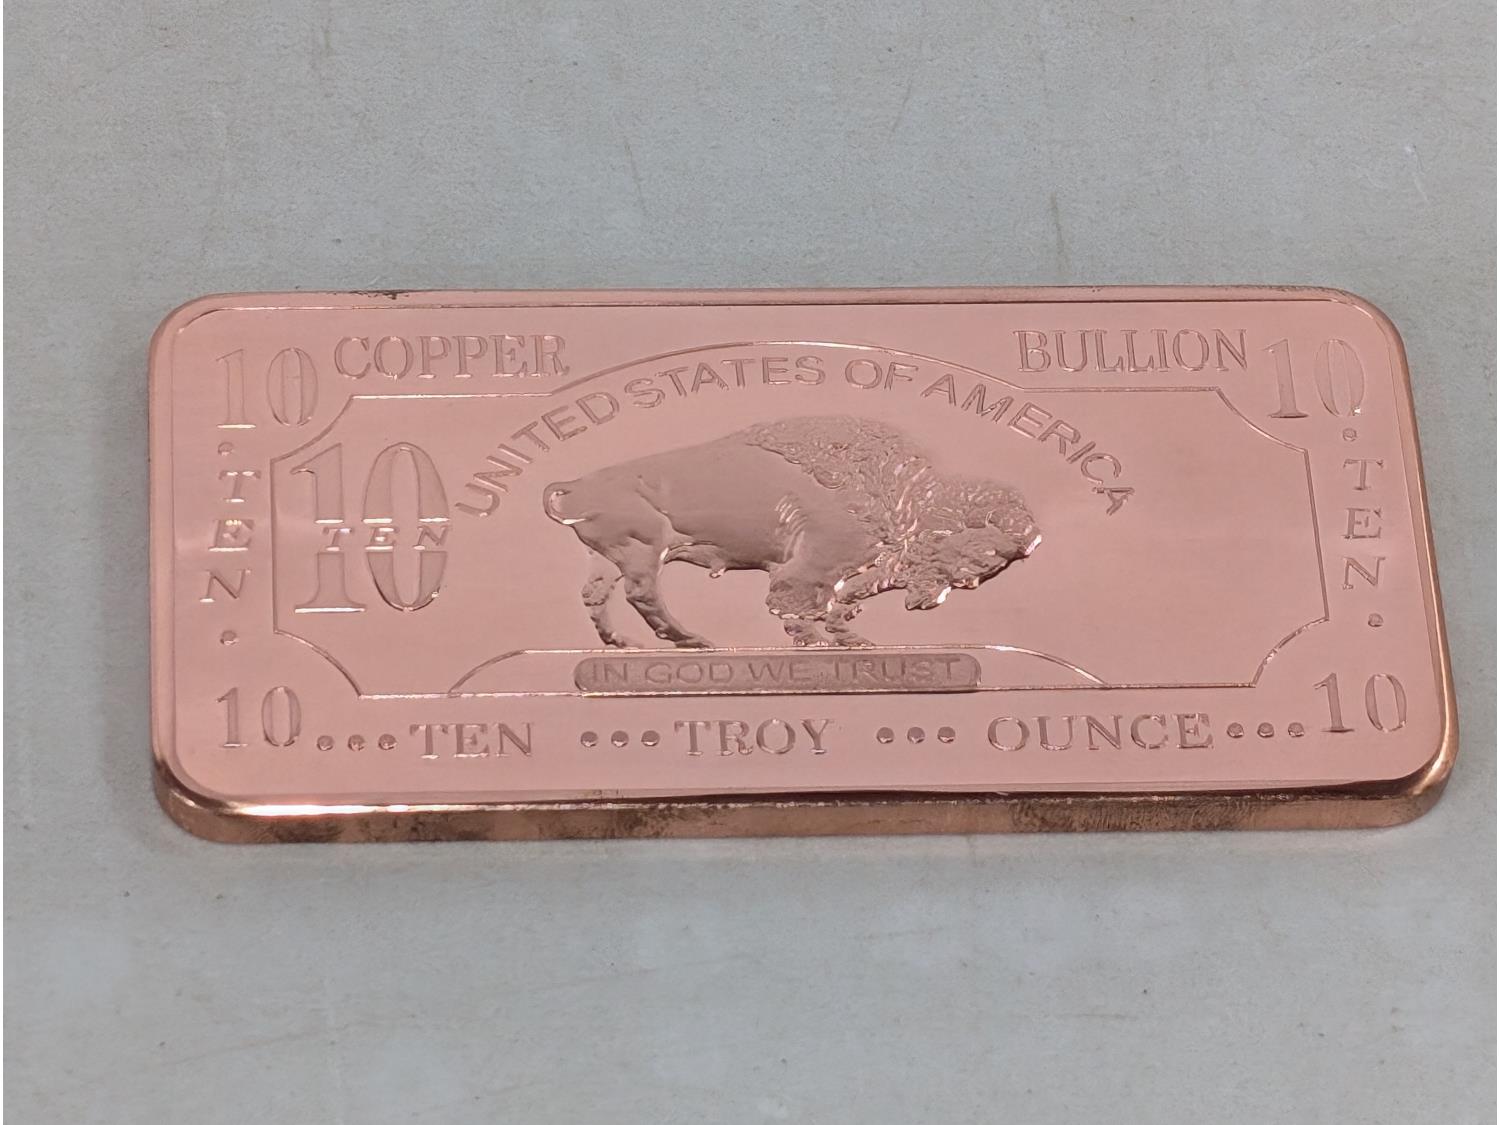 10 COPPER BULLION 10
UNITED STATES OF AMERICA
• TEN •
10
TEN
• TEN •
IN GOD WE TRUST
10 ••• TEN ••• TROY ••• OUNCE ••• 10